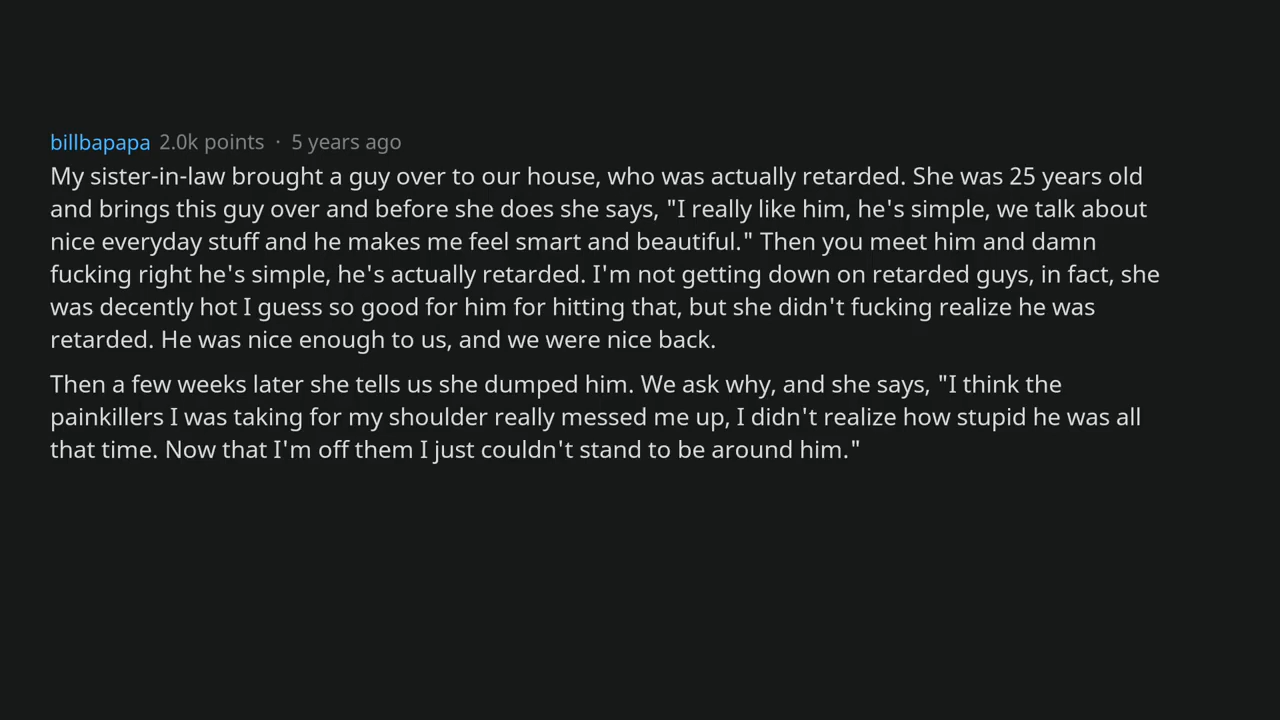 billbapapa 2.0k points · 5 years ago
My sister-in-law brought a guy over to our house, who was actually retarded. She was 25 years old
and brings this guy over and before she does she says, "I really like him, he's simple, we talk about
nice everyday stuff and he makes me feel smart and beautiful." Then you meet him and damn
fucking right he's simple, he's actually retarded. I'm not getting down on retarded guys, in fact, she
was decently hot I guess so good for him for hitting that, but she didn't fucking realize he was
retarded. He was nice enough to us, and we were nice back.
Then a few weeks later she tells us she dumped him. We ask why, and she says, "I think the
painkillers I was taking for my shoulder really messed me up, I didn't realize how stupid he was all
that time. Now that I'm off them I just couldn't stand to be around him."